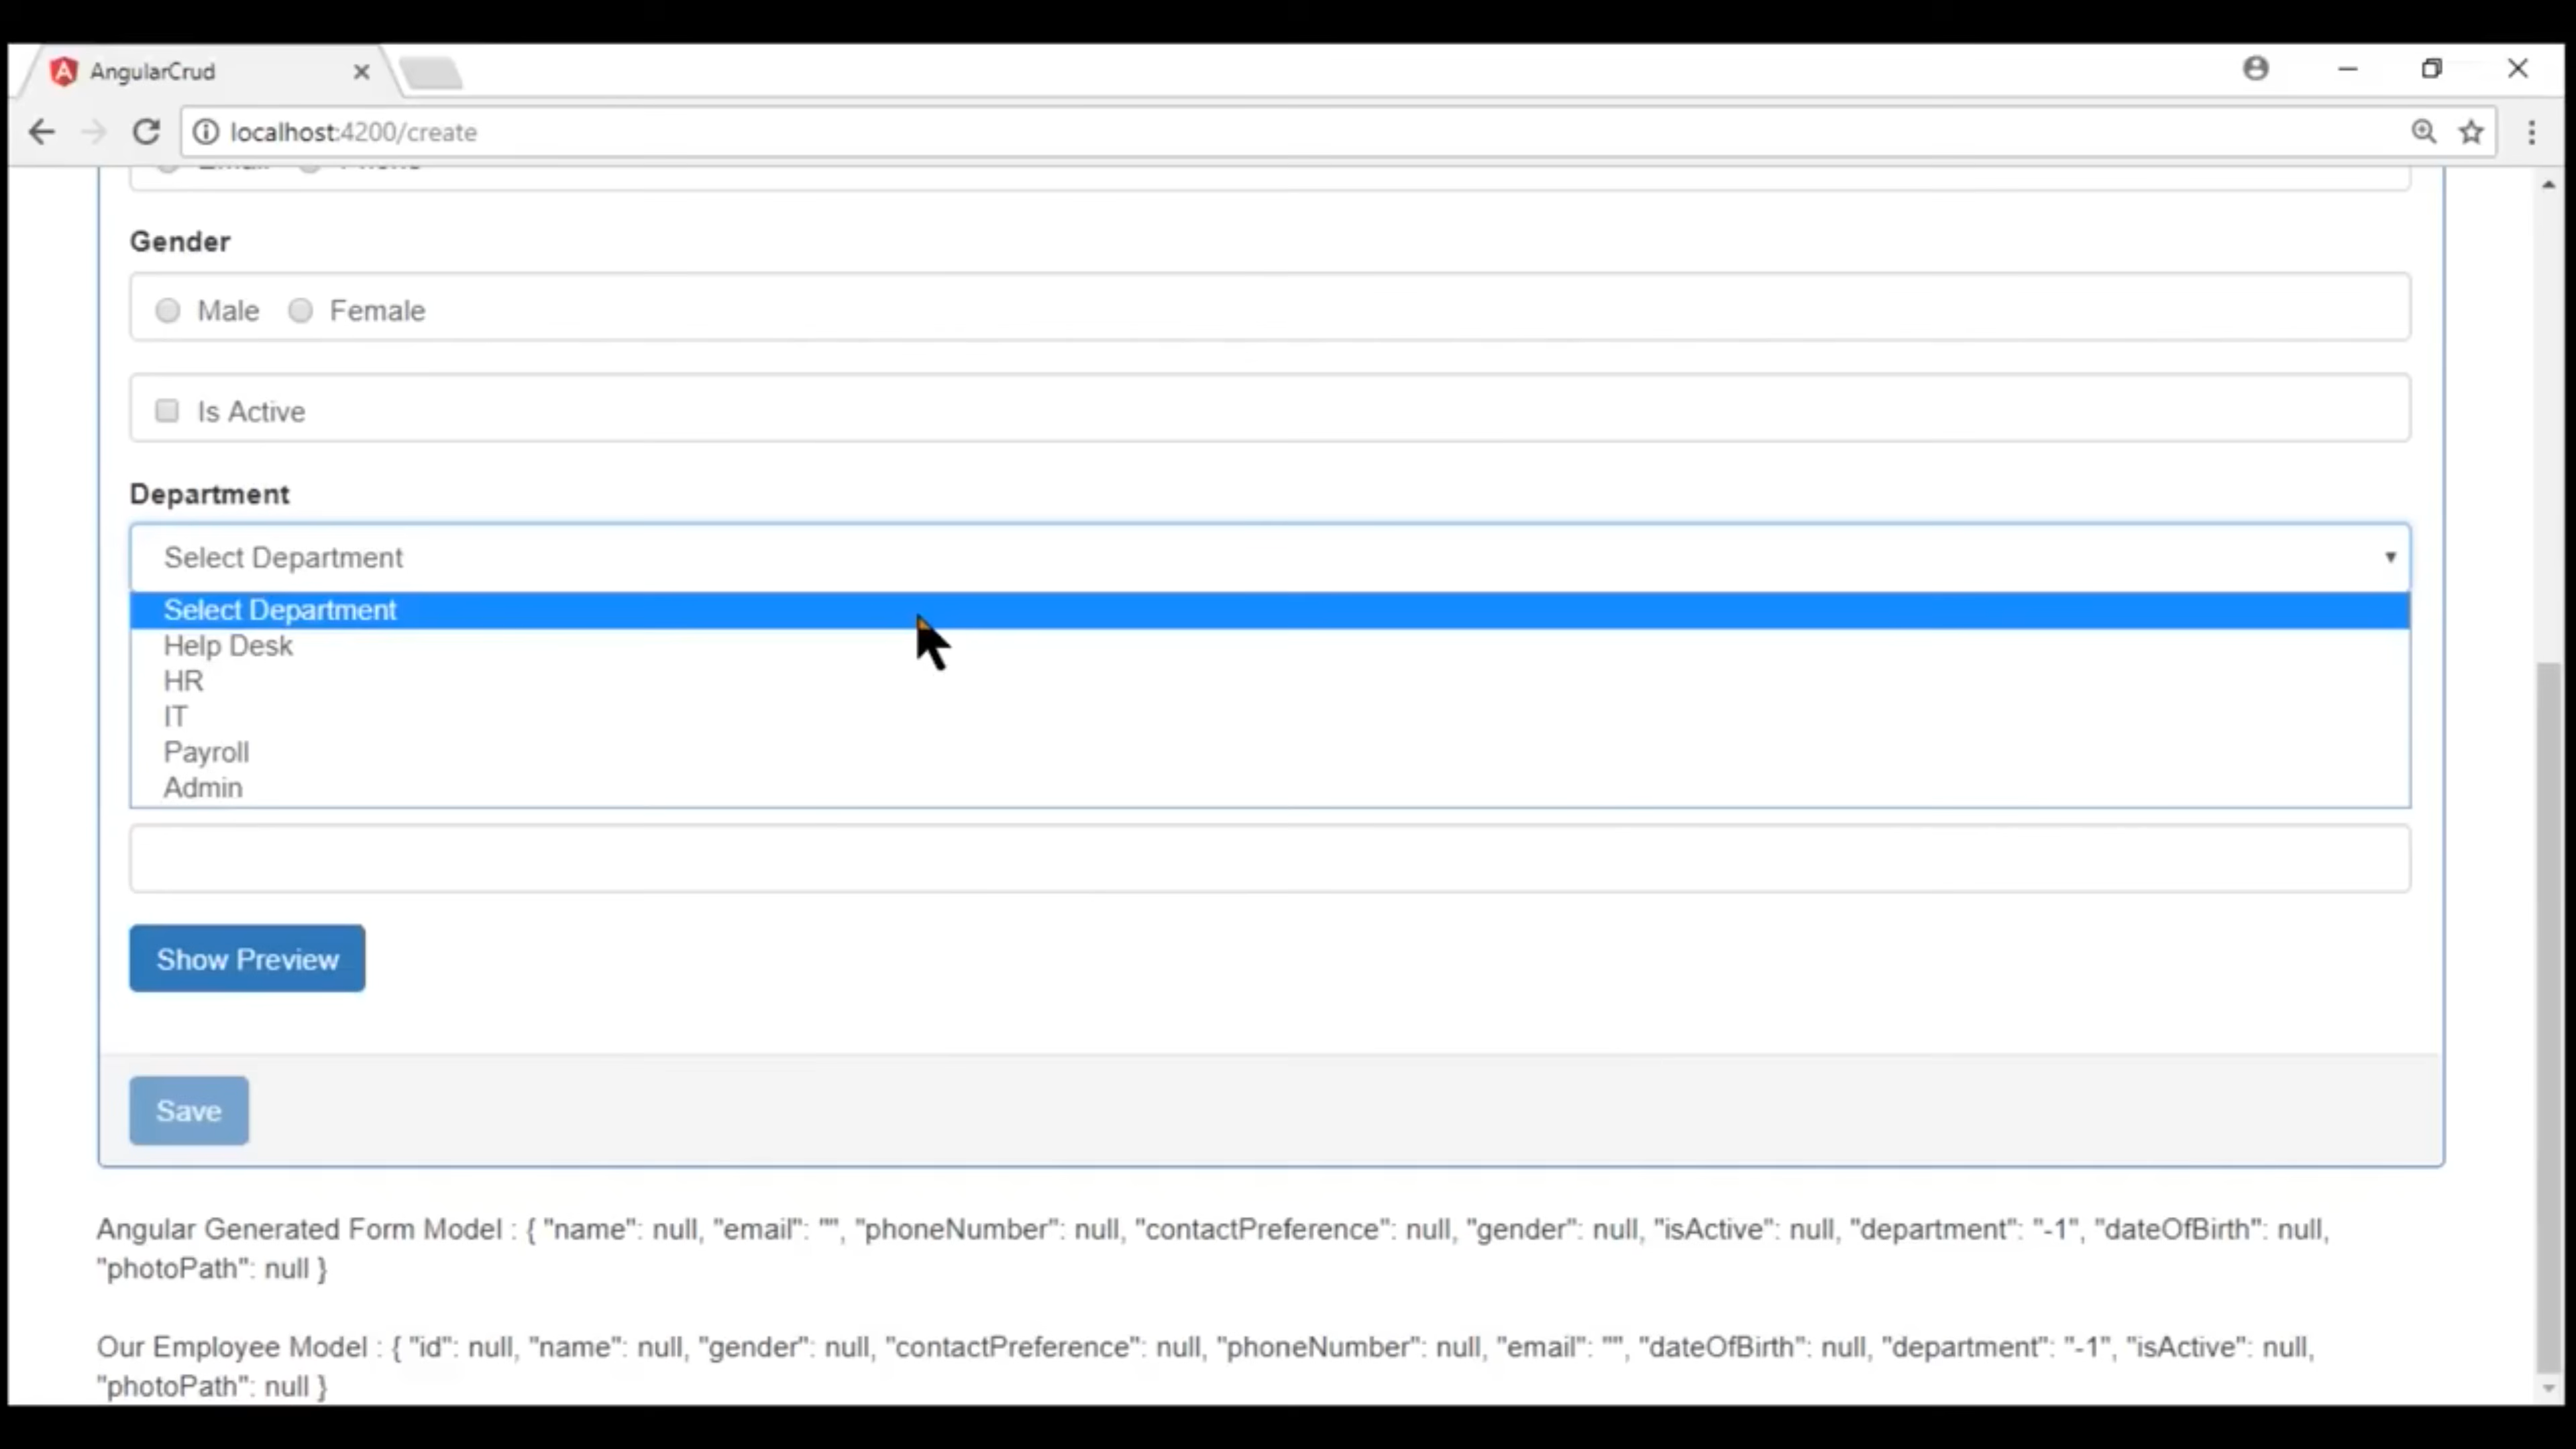 AngularCrud
localhost:4200/create
Gender
Male Female
Is Active
Department
Select Department
Select Department
Help Desk
HR
IT
Payroll
Admin
Show Preview
Save
Angular Generated Form Model : { "name": null, "email": "", "phoneNumber": null, "contactPreference": null, "gender": null, "isActive": null, "department": "-1", "dateOfBirth": null,
"photoPath": null }
Our Employee Model : { "id": null, "name": null, "gender": null, "contactPreference": null, "phoneNumber": null, "email": "", "dateOfBirth": null, "department": "-1", "isActive": null,
"photoPath": null }